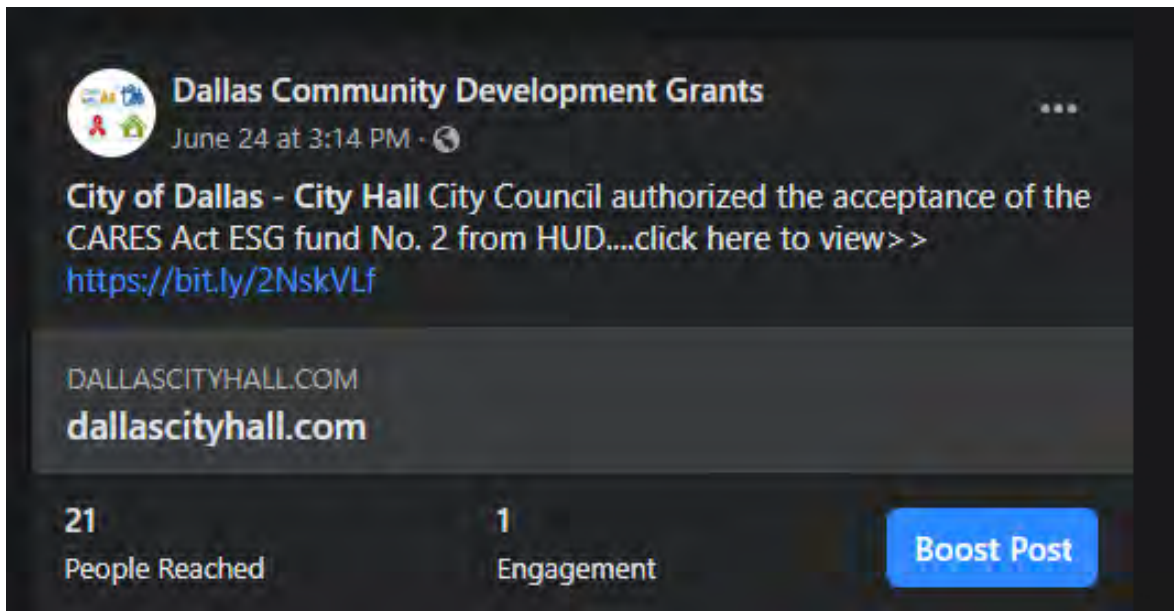 Dallas Community Development Grants
June 24 at 3:14 PM ·
City of Dallas - City Hall City Council authorized the acceptance of the
CARES Act ESG fund No. 2 from HUD....click here to view>>
https://bit.ly/2NskVLf
DALLASCITYHALL.COM
dallascityhall.com
21
People Reached
1
Engagement
Boost Post